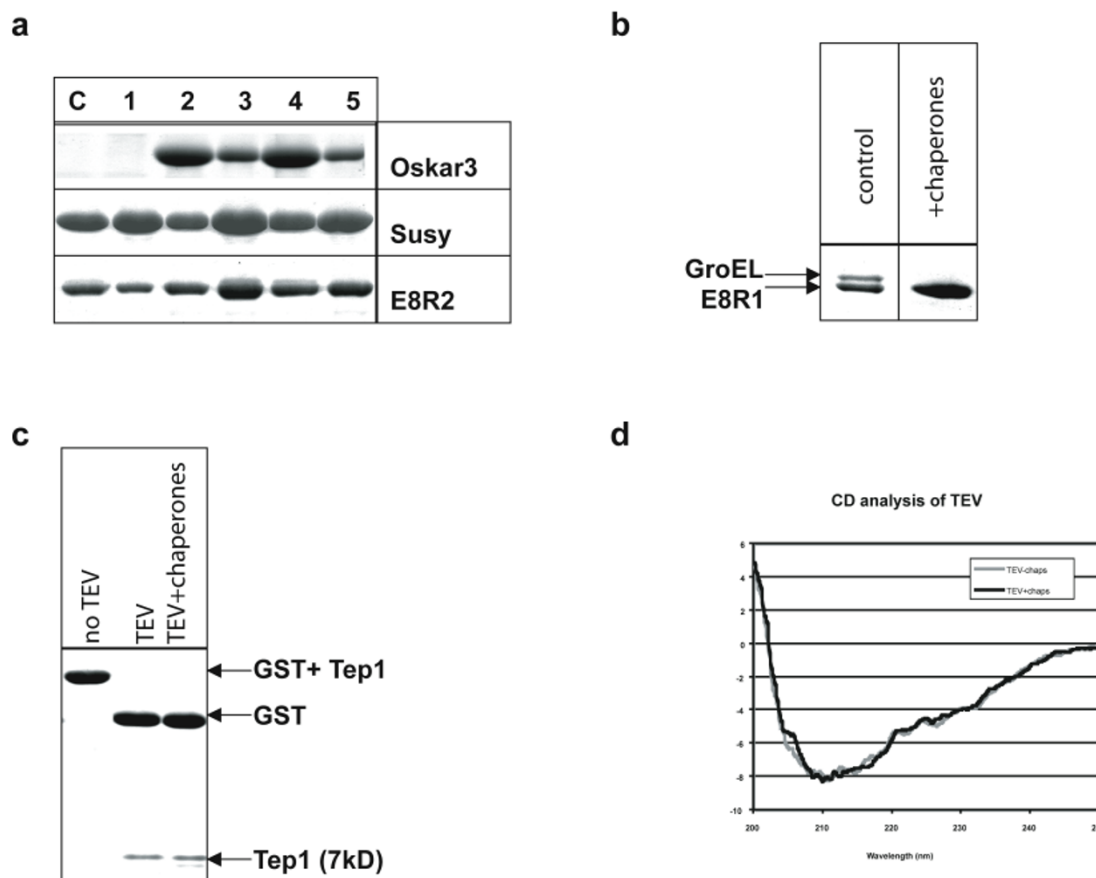 a
C 1 2 3 4 5
Oskar3
Susy
E8R2
b
control
+chaperones
GroEL
E8R1
c
no TEV
TEV
TEV+chaperones
GST+ Tep1
GST
Tep1 (7kD)
d
CD analysis of TEV
6
4
2
0
-2
-4
-6
-8
-10
TEV-chaps
TEV+chaps
200 210 220 230 240
Wavelength (nm)